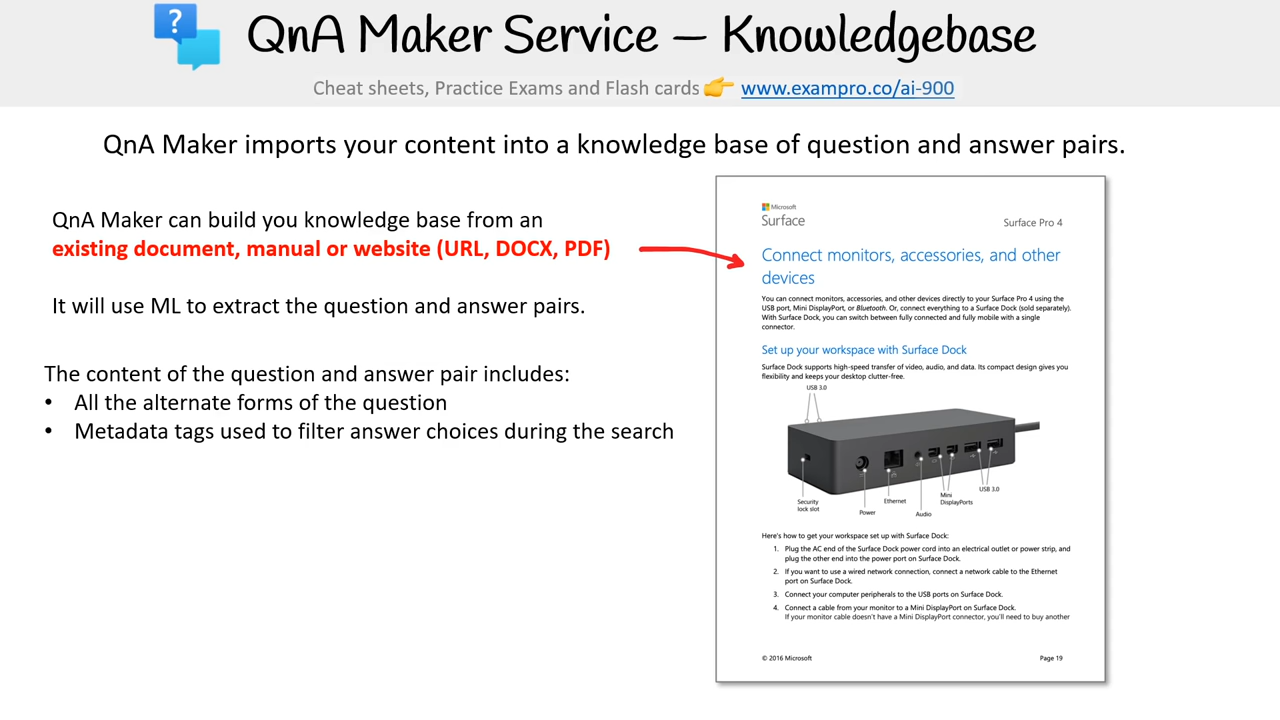 ?
QnA Maker Service – Knowledgebase
Cheat sheets, Practice Exams and Flash cards 👉 www.exampro.co/ai-900
QnA Maker imports your content into a knowledge base of question and answer pairs.
QnA Maker can build you knowledge base from an
existing document, manual or website (URL, DOCX, PDF)
It will use ML to extract the question and answer pairs.
The content of the question and answer pair includes:
• All the alternate forms of the question
• Metadata tags used to filter answer choices during the search
Microsoft
Surface
Surface Pro 4
Connect monitors, accessories, and other
devices
You can connect monitors, accessories, and other devices directly to your Surface Pro 4 using the
USB port, Mini DisplayPort, or Bluetooth. Or, connect everything to a Surface Dock (sold separately).
With Surface Dock, you can switch between fully connected and fully mobile with a single
connector.
Set up your workspace with Surface Dock
Surface Dock supports high-speed transfer of video, audio, and data. Its compact design gives you
flexibility and keeps your desktop clutter-free.
USB 3.0
Security
lock slot
Power
Ethernet
Audio
Mini
DisplayPorts
USB 3.0
Here's how to get your workspace set up with Surface Dock:
1. Plug the AC end of the Surface Dock power cord into an electrical outlet or power strip, and
plug the other end into the power port on Surface Dock.
2. If you want to use a wired network connection, connect a network cable to the Ethernet
port on Surface Dock.
3. Connect your computer peripherals to the USB ports on Surface Dock.
4. Connect a cable from your monitor to a Mini DisplayPort on Surface Dock.
If your monitor cable doesn't have a Mini DisplayPort connector, you'll need to buy another
© 2016 Microsoft
Page 19